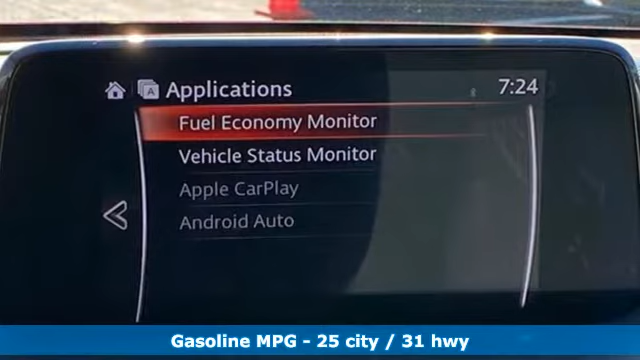 Applications
7:24
Fuel Economy Monitor
Vehicle Status Monitor
Apple CarPlay
Android Auto
Gasoline MPG - 25 city / 31 hwy